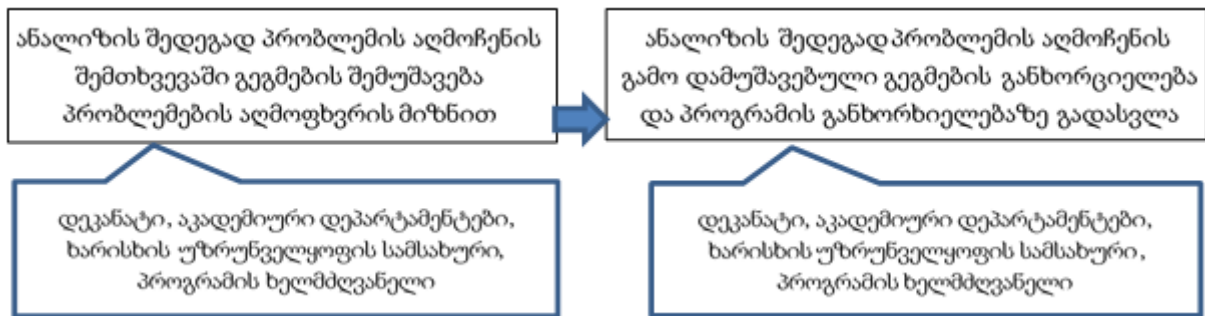 ანალიზის შედეგად პრობლემის აღმოჩენის
შემთხვევაში გეგმების შემუშავება
პრობლემების აღმოფხვრის მიზნით
ანალიზის შედეგად პრობლემის აღმოჩენის
გამო დამუშავებული გეგმების განხორციელება
და პროგრამის განხორხიელებაზე გადასვლა
დეკანატი, აკადემიური დეპარტამენტები,
ხარისხის უზრუნველყოფის სამსახური,
პროგრამის ხელმძღვანელი
დეკანატი, აკადემიური დეპარტამენტები,
ხარისხის უზრუნველყოფის სამსახური,
პროგრამის ხელმძღვანელი